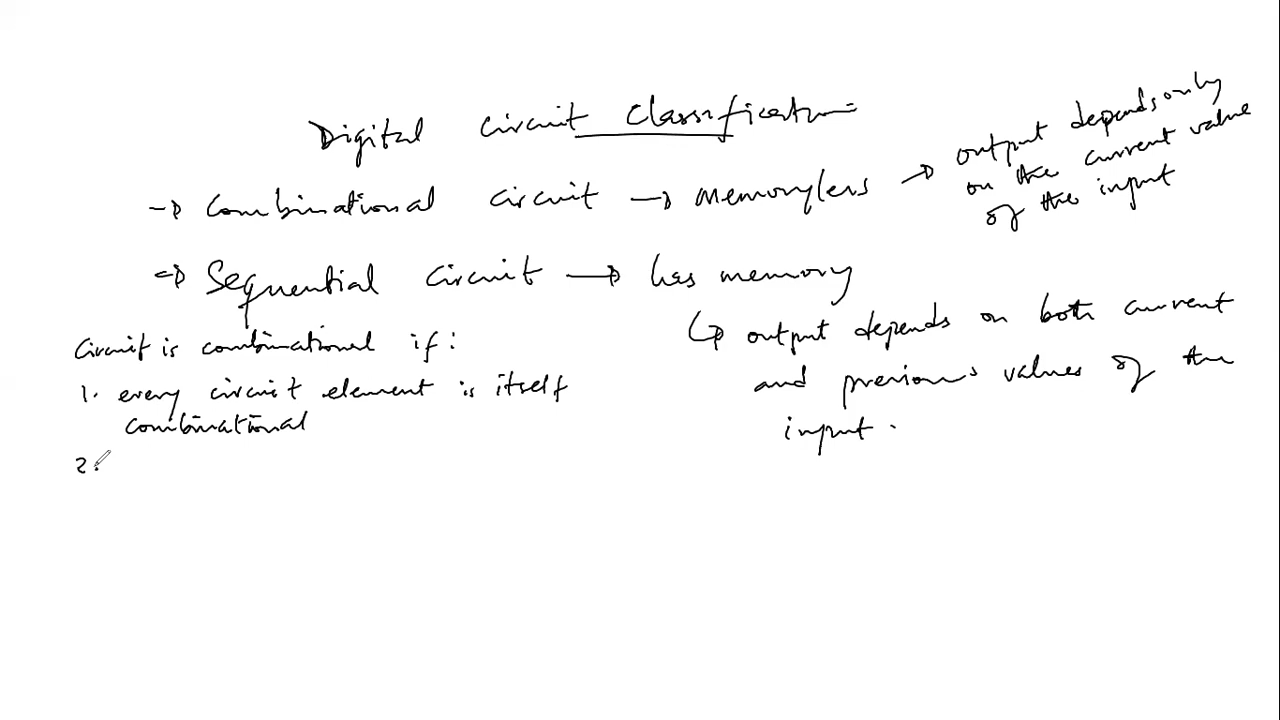 Digital circuit Classification
→ Combinational circuit → memoryless → output depends only
on the current value
of the input
⇒ Sequential circuit → has memory
↳ output depends on both current
and previous values of the
input.
Circuit is combinational if:
1. every circuit element is itself
combinational
2.